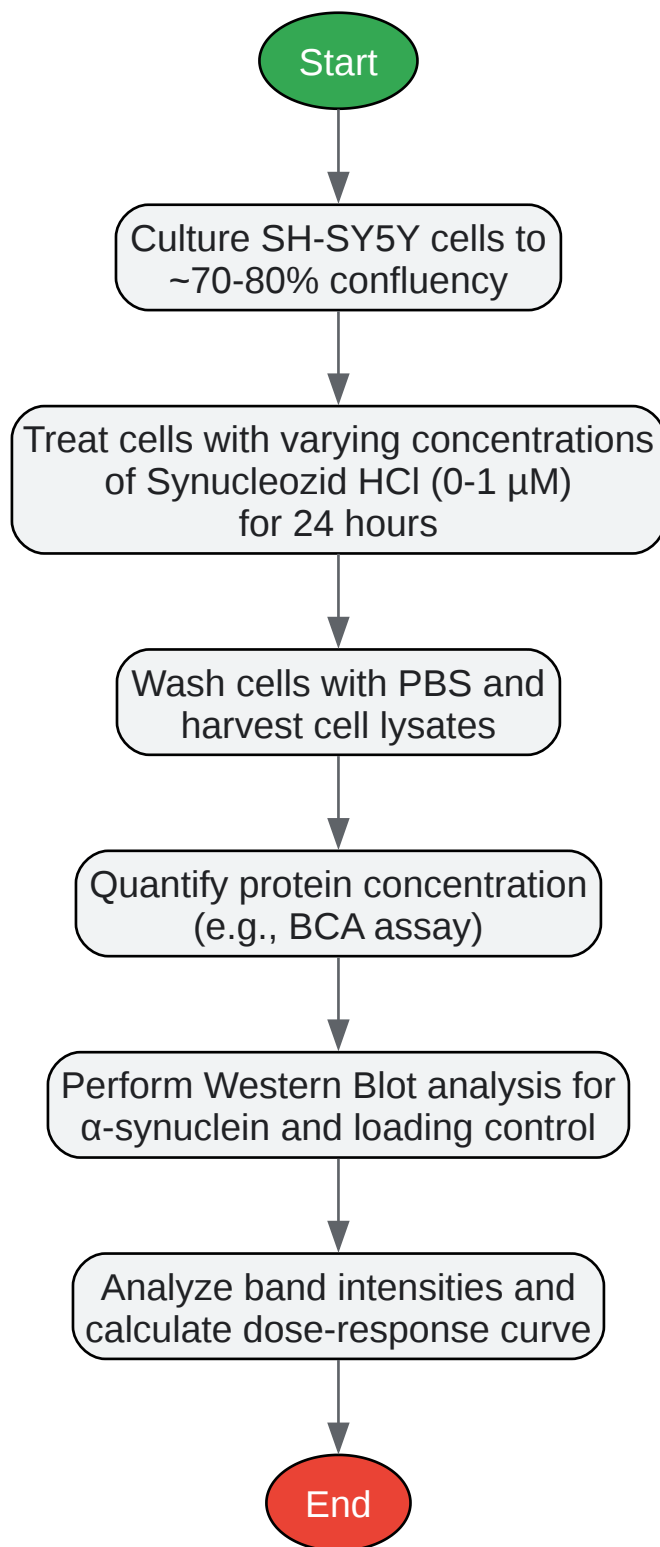 Start
Culture SH-SY5Y cells to
~70-80% confluency
Treat cells with varying concentrations
of Synucleozid HCl (0-1 µM)
for 24 hours
Wash cells with PBS and
harvest cell lysates
Quantify protein concentration
(e.g., BCA assay)
Perform Western Blot analysis for
α-synuclein and loading control
Analyze band intensities and
calculate dose-response curve
End